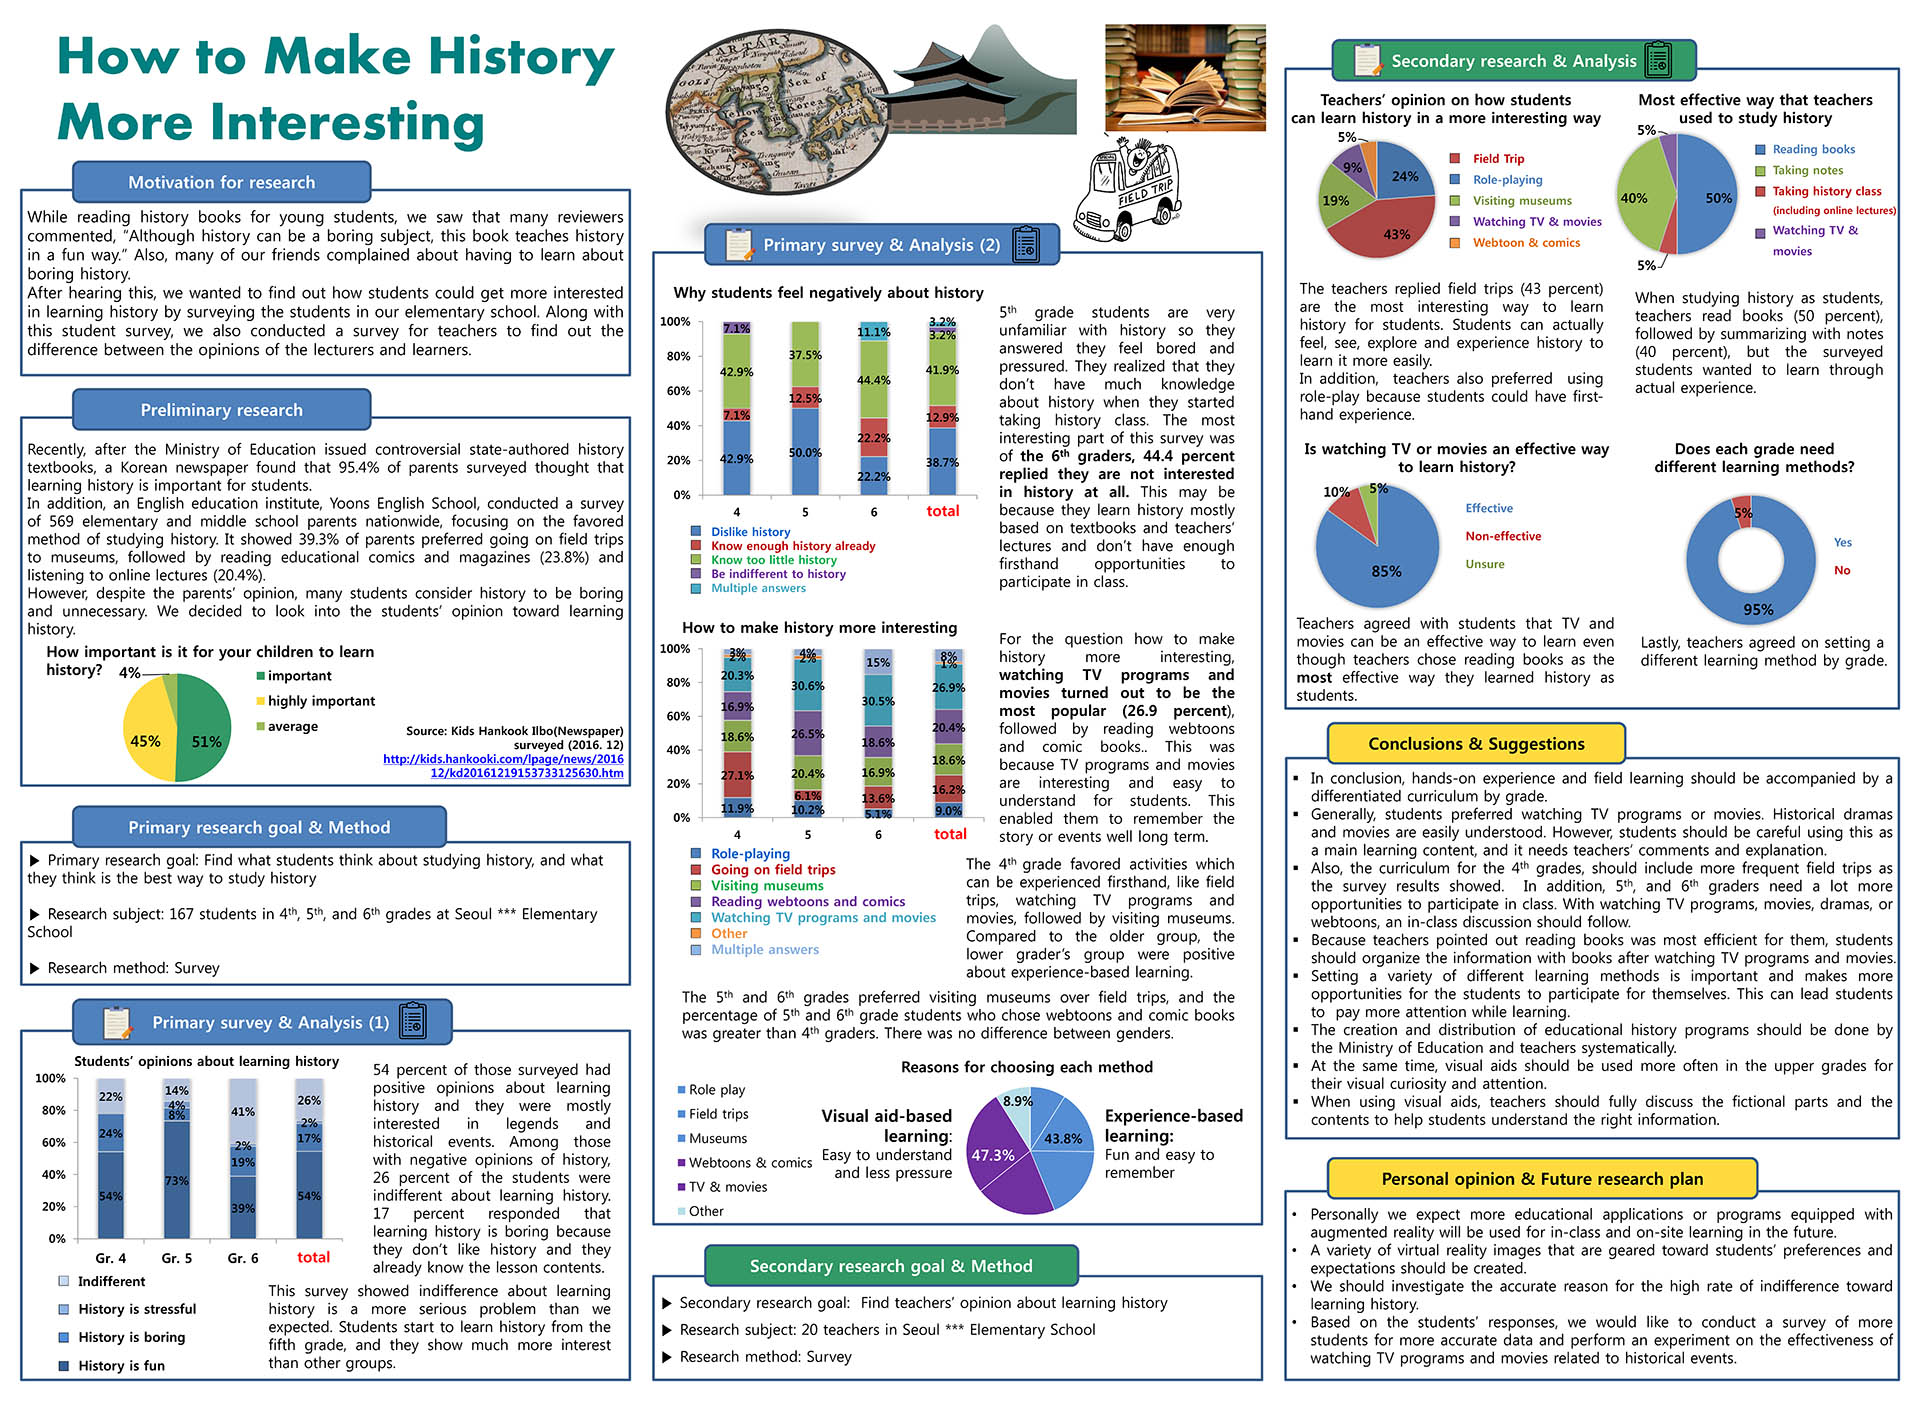 How to Make History
More Interesting
Motivation for research
While reading history books for young students, we saw that many reviewers
commented, “Although history can be a boring subject, this book teaches history
in a fun way.” Also, many of our friends complained about having to learn about
boring history.
After hearing this, we wanted to find out how students could get more interested
in learning history by surveying the students in our elementary school. Along with
this student survey, we also conducted a survey for teachers to find out the
difference between the opinions of the lecturers and learners.
Preliminary research
Recently, after the Ministry of Education issued controversial state-authored history
textbooks, a Korean newspaper found that 95.4% of parents surveyed thought that
learning history is important for students.
In addition, an English education institute, Yoons English School, conducted a survey
of 569 elementary and middle school parents nationwide, focusing on the favored
method of studying history. It showed 39.3% of parents preferred going on field trips
to museums, followed by reading educational comics and magazines (23.8%) and
listening to online lectures (20.4%).
However, despite the parents’ opinion, many students consider history to be boring
and unnecessary. We decided to look into the students’ opinion toward learning
history.
How important is it for your children to learn
history?
4%
45%
51%
important
highly important
average
Source: Kids Hankook Ilbo(Newspaper)
surveyed (2016. 12)
http://kids.hankooki.com/lpage/news/2016
12/kd20161219153733125630.htm
Primary research goal & Method
▶ Primary research goal: Find what students think about studying history, and what
they think is the best way to study history
▶ Research subject: 167 students in 4th, 5th, and 6th grades at Seoul *** Elementary
School
▶ Research method: Survey
Primary survey & Analysis (1)
Students’ opinions about learning history
100%
80%
60%
40%
20%
0%
22%
24%
54%
14%
4%
8%
73%
41%
2%
19%
39%
26%
2%
17%
54%
Gr. 4 Gr. 5 Gr. 6 total
Indifferent
History is stressful
History is boring
History is fun
54 percent of those surveyed had
positive opinions about learning
history and they were mostly
interested in legends and
historical events. Among those
with negative opinions of history,
26 percent of the students were
indifferent about learning history.
17 percent responded that
learning history is boring because
they don’t like history and they
already know the lesson contents.
This survey showed indifference about learning
history is a more serious problem than we
expected. Students start to learn history from the
fifth grade, and they show much more interest
than other groups.
FIELD TRIP
Primary survey & Analysis (2)
Why students feel negatively about history
100%
80%
60%
40%
20%
0%
7.1%
42.9%
7.1%
42.9%
37.5%
12.5%
50.0%
11.1%
44.4%
22.2%
22.2%
3.2%
3.2%
41.9%
12.9%
38.7%
4 5 6 total
Dislike history
Know enough history already
Know too little history
Be indifferent to history
Multiple answers
5th grade students are very
unfamiliar with history so they
answered they feel bored and
pressured. They realized that they
don’t have much knowledge
about history when they started
taking history class. The most
interesting part of this survey was
of the 6th graders, 44.4 percent
replied they are not interested
in history at all. This may be
because they learn history mostly
based on textbooks and teachers’
lectures and don’t have enough
firsthand opportunities to
participate in class.
How to make history more interesting
100%
80%
60%
40%
20%
0%
3%
2%
20.3%
16.9%
18.6%
27.1%
11.9%
4%
2%
30.6%
26.5%
20.4%
6.1%
10.2%
15%
30.5%
18.6%
16.9%
13.6%
5.1%
8%
1%
26.9%
20.4%
18.6%
16.2%
9.0%
4 5 6 total
Role-playing
Going on field trips
Visiting museums
Reading webtoons and comics
Watching TV programs and movies
Other
Multiple answers
For the question how to make
history more interesting,
watching TV programs and
movies turned out to be the
most popular (26.9 percent),
followed by reading webtoons
and comic books.. This was
because TV programs and movies
are interesting and easy to
understand for students. This
enabled them to remember the
story or events well long term.
The 4th grade favored activities which
can be experienced firsthand, like field
trips, watching TV programs and
movies, followed by visiting museums.
Compared to the older group, the
lower grader’s group were positive
about experience-based learning.
The 5th and 6th grades preferred visiting museums over field trips, and the
percentage of 5th and 6th grade students who chose webtoons and comic books
was greater than 4th graders. There was no difference between genders.
Reasons for choosing each method
Role play
Field trips
Museums
Webtoons & comics
TV & movies
Other
Visual aid-based
learning:
Easy to understand
and less pressure
8.9%
43.8%
47.3%
Experience-based
learning:
Fun and easy to
remember
Secondary research goal & Method
▶ Secondary research goal: Find teachers’ opinion about learning history
▶ Research subject: 20 teachers in Seoul *** Elementary School
▶ Research method: Survey
Secondary research & Analysis
Teachers’ opinion on how students
can learn history in a more interesting way
5%
9%
24%
19%
43%
Field Trip
Role-playing
Visiting museums
Watching TV & movies
Webtoon & comics
The teachers replied field trips (43 percent)
are the most interesting way to learn
history for students. Students can actually
feel, see, explore and experience history to
learn it more easily.
In addition, teachers also preferred using
role-play because students could have first-
hand experience.
Most effective way that teachers
used to study history
5%
40%
50%
5%
Reading books
Taking notes
Taking history class
(including online lectures)
Watching TV &
movies
When studying history as students,
teachers read books (50 percent),
followed by summarizing with notes
(40 percent), but the surveyed
students wanted to learn through
actual experience.
Is watching TV or movies an effective way
to learn history?
10%
5%
85%
Effective
Non-effective
Unsure
Teachers agreed with students that TV and
movies can be an effective way to learn even
though teachers chose reading books as the
most effective way they learned history as
students.
Does each grade need
different learning methods?
5%
95%
Yes
No
Lastly, teachers agreed on setting a
different learning method by grade.
Conclusions & Suggestions
▪ In conclusion, hands-on experience and field learning should be accompanied by a
differentiated curriculum by grade.
▪ Generally, students preferred watching TV programs or movies. Historical dramas
and movies are easily understood. However, students should be careful using this as
a main learning content, and it needs teachers’ comments and explanation.
▪ Also, the curriculum for the 4th grades, should include more frequent field trips as
the survey results showed. In addition, 5th, and 6th graders need a lot more
opportunities to participate in class. With watching TV programs, movies, dramas, or
webtoons, an in-class discussion should follow.
▪ Because teachers pointed out reading books was most efficient for them, students
should organize the information with books after watching TV programs and movies.
▪ Setting a variety of different learning methods is important and makes more
opportunities for the students to participate for themselves. This can lead students
to pay more attention while learning.
▪ The creation and distribution of educational history programs should be done by
the Ministry of Education and teachers systematically.
▪ At the same time, visual aids should be used more often in the upper grades for
their visual curiosity and attention.
▪ When using visual aids, teachers should fully discuss the fictional parts and the
contents to help students understand the right information.
Personal opinion & Future research plan
• Personally we expect more educational applications or programs equipped with
augmented reality will be used for in-class and on-site learning in the future.
• A variety of virtual reality images that are geared toward students’ preferences and
expectations should be created.
• We should investigate the accurate reason for the high rate of indifference toward
learning history.
• Based on the students’ responses, we would like to conduct a survey of more
students for more accurate data and perform an experiment on the effectiveness of
watching TV programs and movies related to historical events.